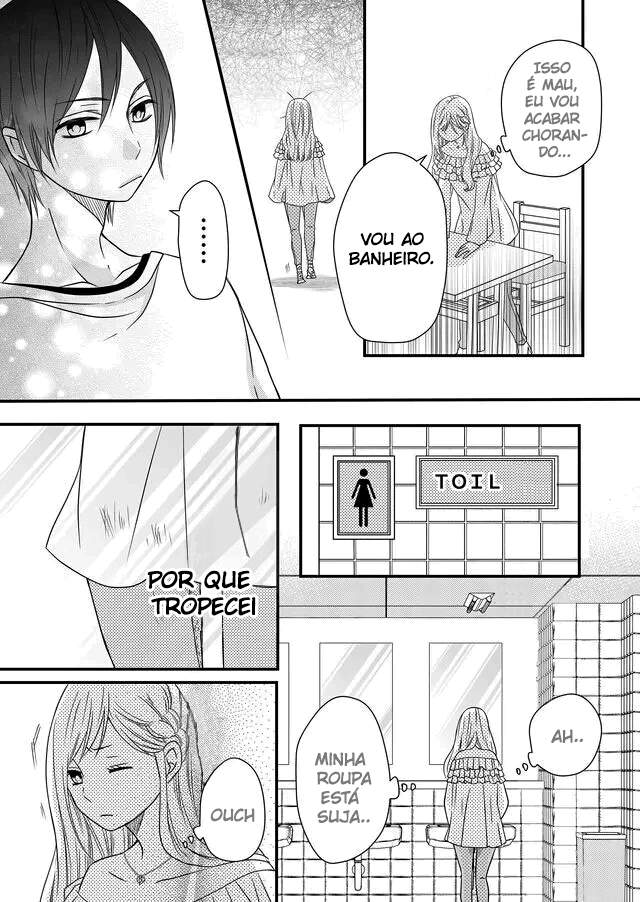 ISSO
É MAU,
EU VOU
ACABAR
CHORAN-
DO...
VOU AO
BANHEIRO.
......
TOIL
AH..
MINHA
ROUPA
ESTÁ
SUJA..
POR QUE
TROPECEI
OUCH